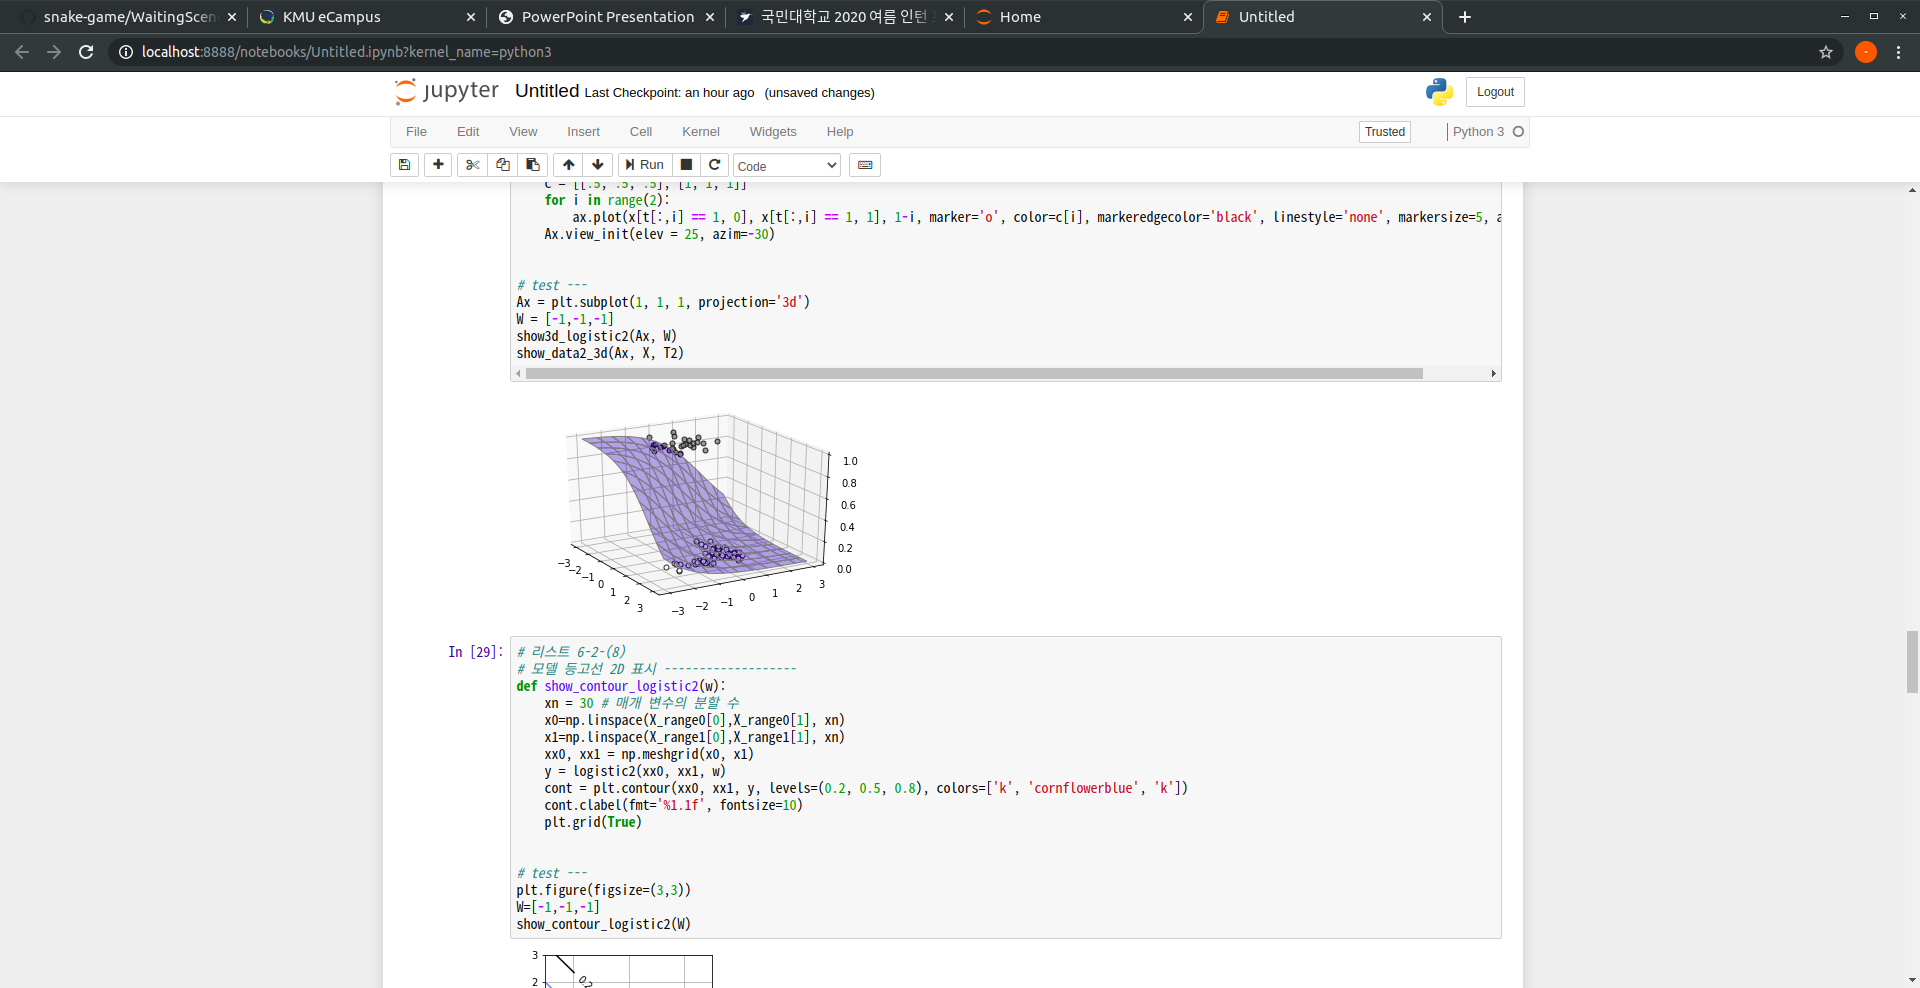 snake-game/WaitingScen
KMU eCampus
PowerPoint Presentation
국민대학교 2020 여름 인턴
Home
Untitled
localhost:8888/notebooks/Untitled.ipynb?kernel_name=python3
jupyter Untitled Last Checkpoint: an hour ago (unsaved changes)
Logout
File Edit View Insert Cell Kernel Widgets Help
Trusted
Python 3
Run
Code
c = [[.5, .5, .5], [1, 1, 1]]
for i in range(2):
ax.plot(x[t[:,i] == 1, 0], x[t[:,i] == 1, 1], 1-i, marker='o', color=c[i], markeredgecolor='black', linestyle='none', markersize=5, a
Ax.view_init(elev = 25, azim=-30)
# test ---
Ax = plt.subplot(1, 1, 1, projection='3d')
W = [-1,-1,-1]
show3d_logistic2(Ax, W)
show_data2_3d(Ax, X, T2)
1.0
0.8
0.6
0.4
0.2
0.0
−3 −2 −1 0 1 2 3
−3 −2 −1 0 1 2 3
In [29]:
# 리스트 6-2-(8)
# 모델 등고선 2D 표시 -------------------
def show_contour_logistic2(w):
xn = 30 # 매개 변수의 분할 수
x0=np.linspace(X_range0[0],X_range0[1], xn)
x1=np.linspace(X_range1[0],X_range1[1], xn)
xx0, xx1 = np.meshgrid(x0, x1)
y = logistic2(xx0, xx1, w)
cont = plt.contour(xx0, xx1, y, levels=(0.2, 0.5, 0.8), colors=['k', 'cornflowerblue', 'k'])
cont.clabel(fmt='%1.1f', fontsize=10)
plt.grid(True)
# test ---
plt.figure(figsize=(3,3))
W=[-1,-1,-1]
show_contour_logistic2(W)
3
2